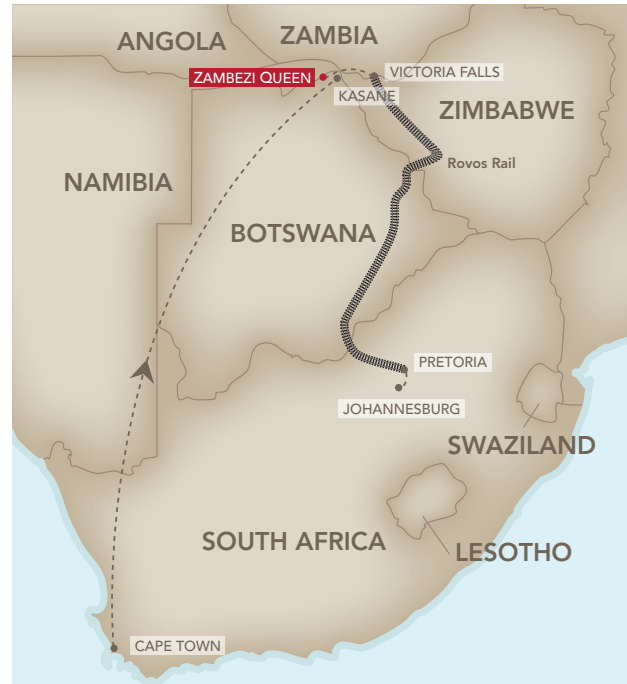 ANGOLA
ZAMBIA
ZAMBEZI QUEEN
VICTORIA FALLS
KASANE
ZIMBABWE
Rovos Rail
NAMIBIA
BOTSWANA
PRETORIA
JOHANNESBURG
SWAZILAND
SOUTH AFRICA
LESOTHO
CAPE TOWN